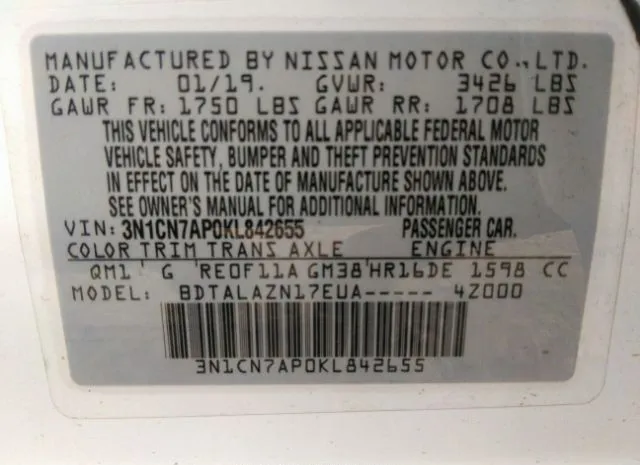 MANUFACTURED BY NISSAN MOTOR CO.,LTD.
DATE: 01/19. GVWR: 3426 LBS
GAWR FR: 1750 LBS GAWR RR: 1708 LBS
THIS VEHICLE CONFORMS TO ALL APPLICABLE FEDERAL MOTOR
VEHICLE SAFETY, BUMPER AND THEFT PREVENTION STANDARDS
IN EFFECT ON THE DATE OF MANUFACTURE SHOWN ABOVE.
SEE OWNER'S MANUAL FOR ADDITIONAL INFORMATION.
VIN: 3N1CN7AP0KL842655 PASSENGER CAR.
COLOR TRIM TRANS AXLE ENGINE
QM1 ' G 'RE0F11A GM38'HR16DE 1598 CC
MODEL: BDTALAZN17EUA----- 4Z000
3N1CN7AP0KL842655